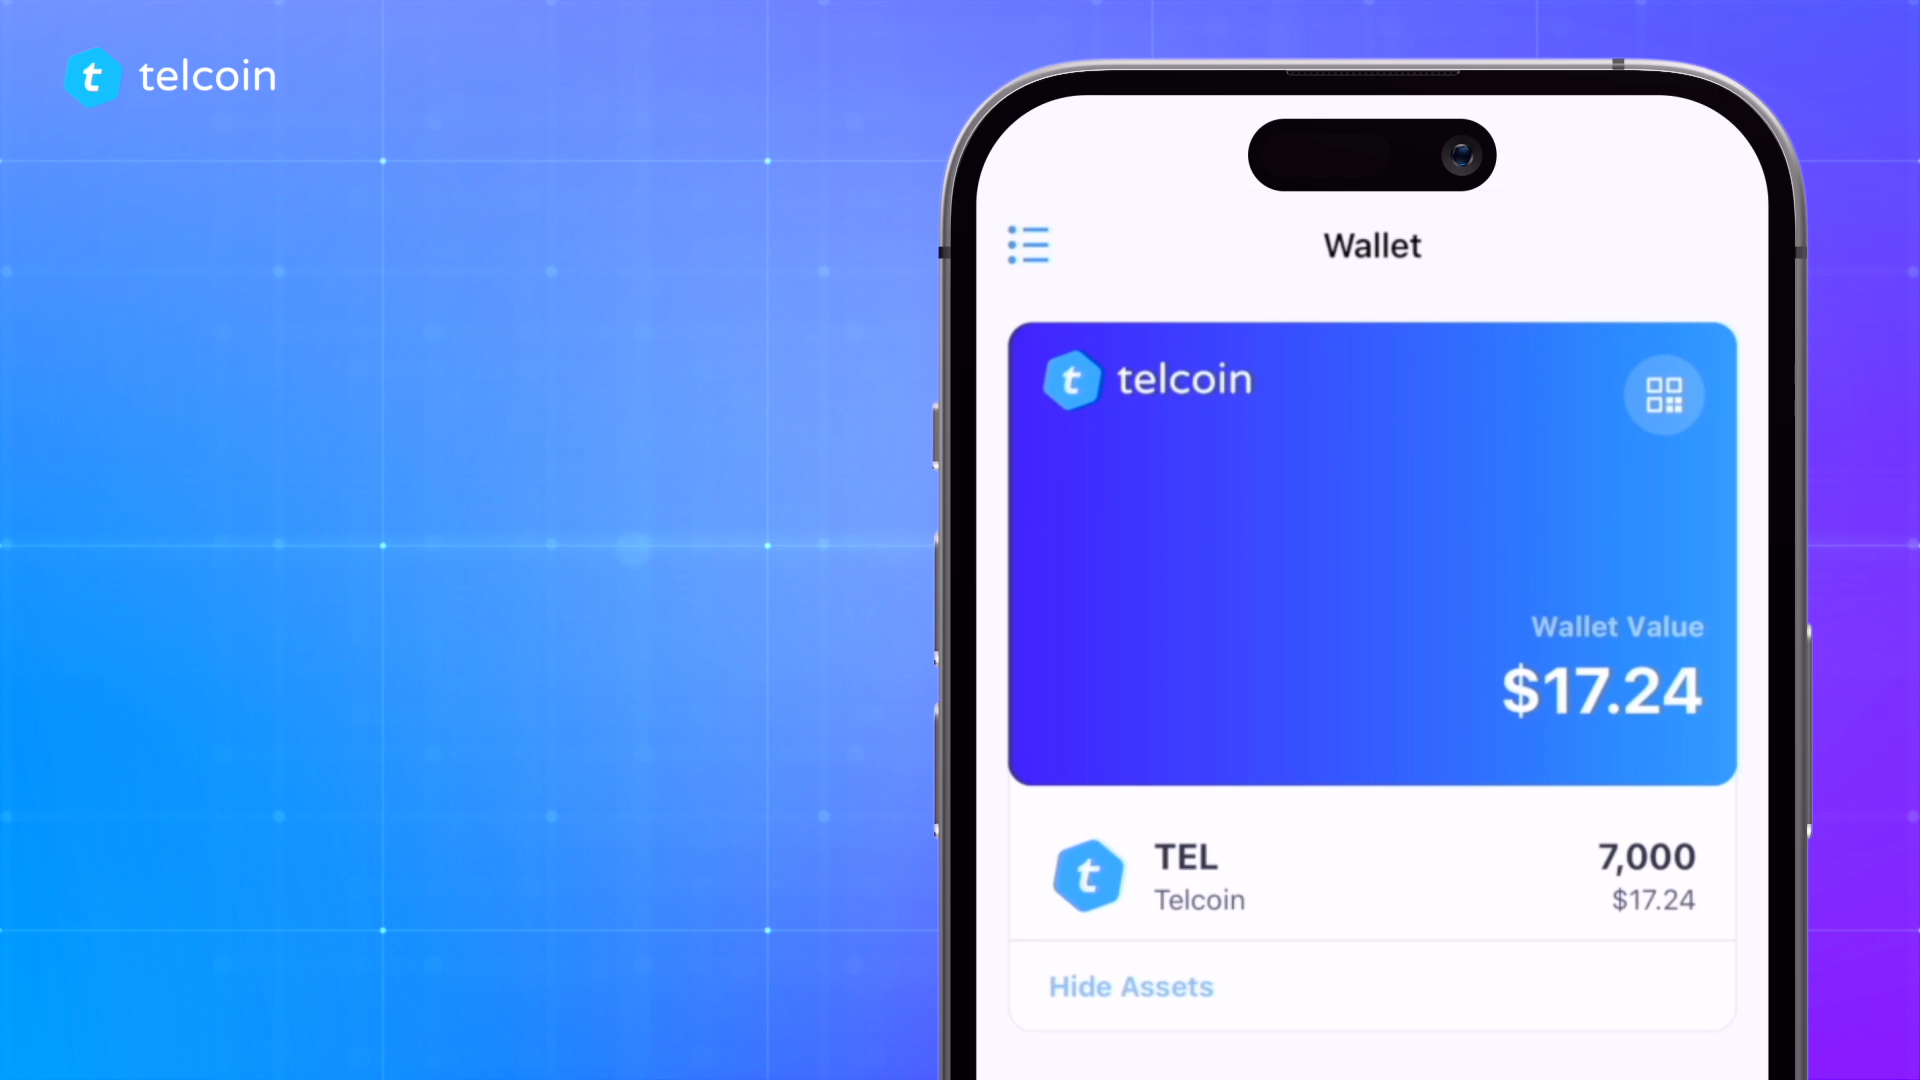 telcoin
Wallet
telcoin
Wallet Value
$17.24
TEL
7,000
Telcoin
$17.24
Hide Assets